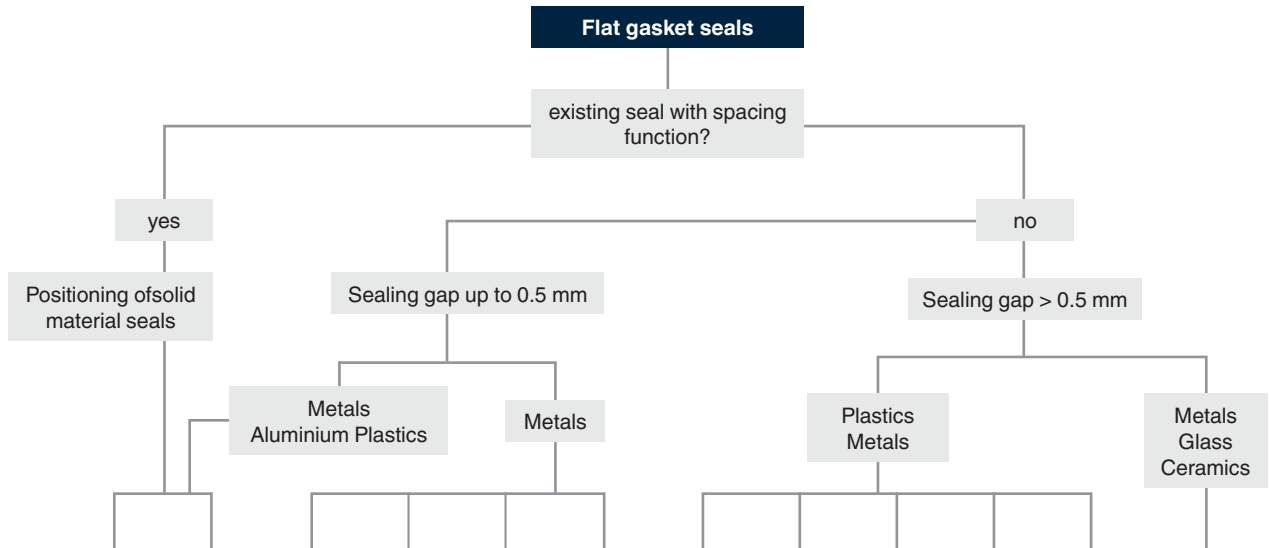 Flat gasket seals
existing seal with spacing
function?
yes
no
Positioning ofsolid
material seals
Sealing gap up to 0.5 mm
Sealing gap > 0.5 mm
Metals
Aluminium Plastics
Metals
Plastics
Metals
Metals
Glass
Ceramics